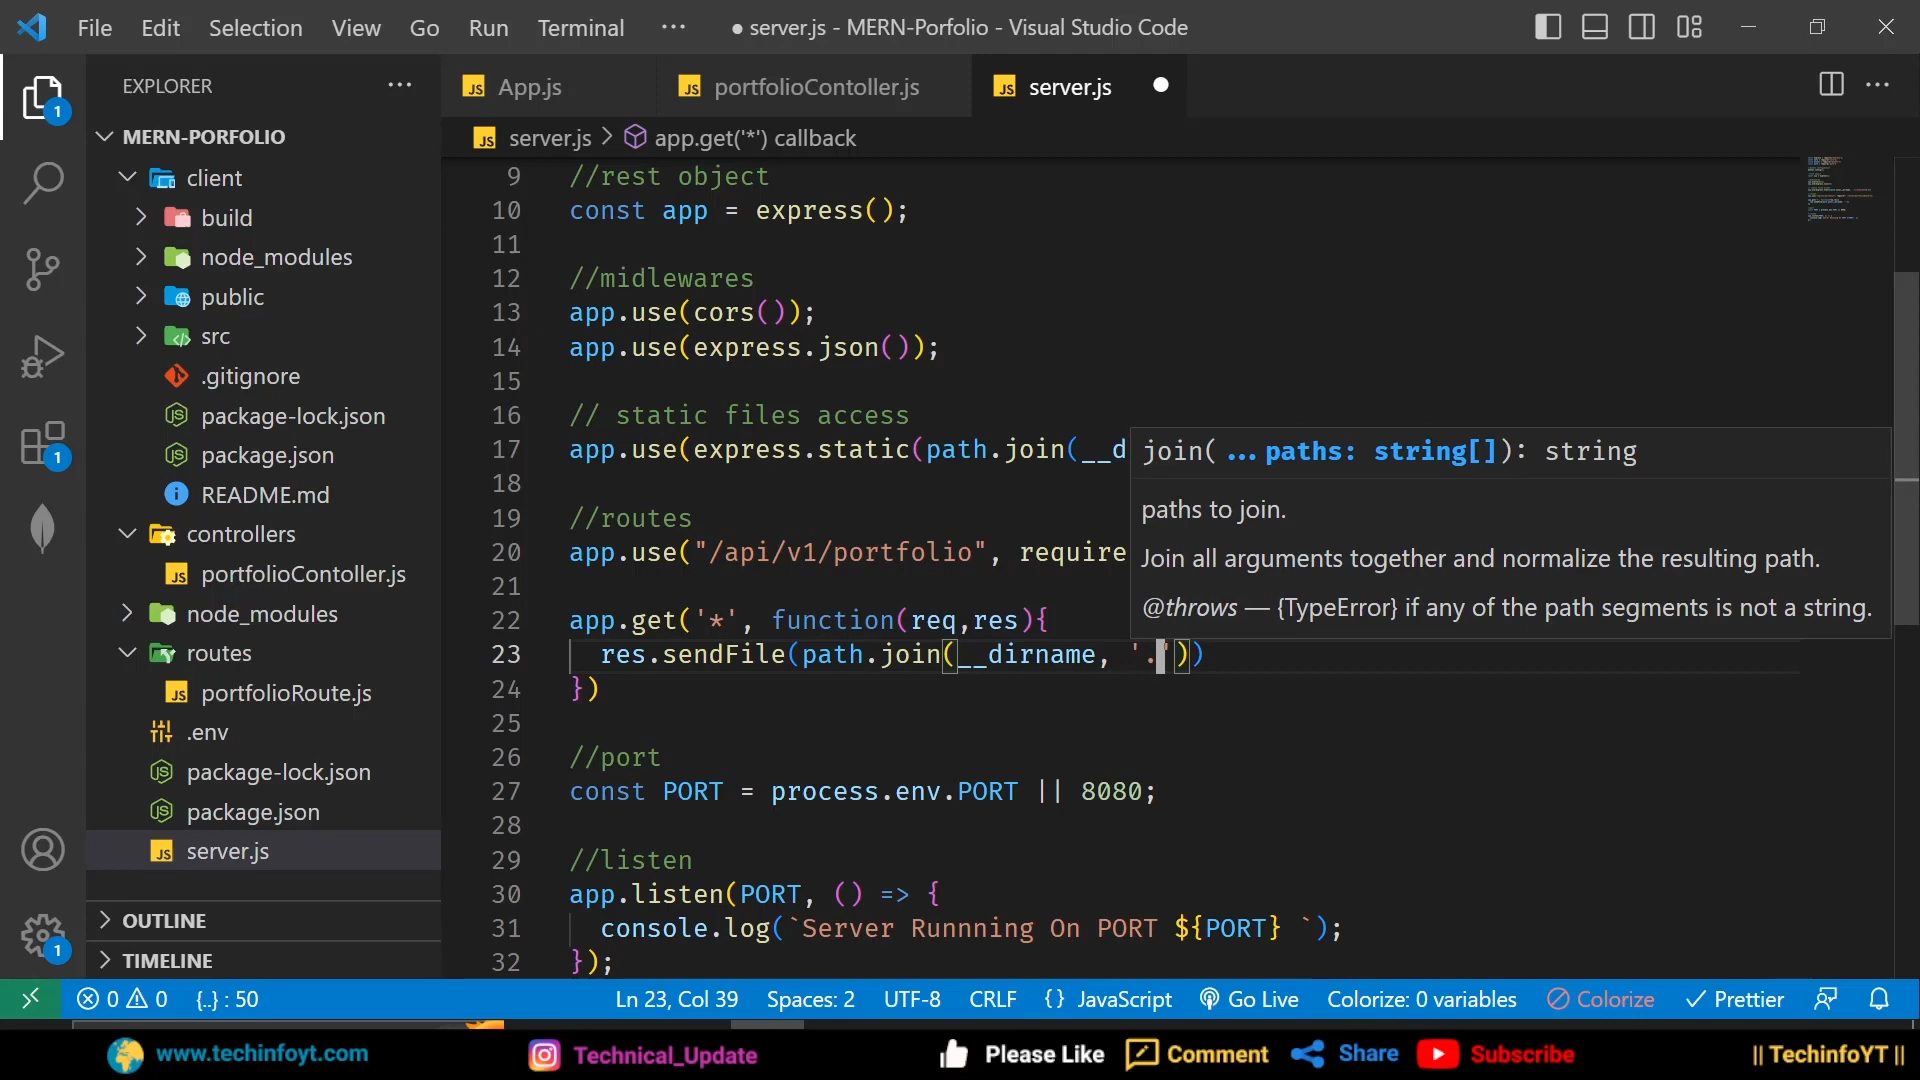 File Edit Selection View Go Run Terminal ··· ● server.js - MERN-Porfolio - Visual Studio Code
EXPLORER ···
1
MERN-PORFOLIO
client
build
node_modules
public
src
.gitignore
package-lock.json
package.json
README.md
controllers
portfolioContoller.js
node_modules
routes
portfolioRoute.js
.env
package-lock.json
package.json
server.js
OUTLINE
TIMELINE
1
1
JS App.js JS portfolioContoller.js JS server.js ●
JS server.js > app.get('*') callback
9 //rest object
10 const app = express();
11
12 //midlewares
13 app.use(cors());
14 app.use(express.json());
15
16 // static files access
17 app.use(express.static(path.join(__d
18
19 //routes
20 app.use("/api/v1/portfolio", require
21
22 app.get('*', function(req,res){
23 res.sendFile(path.join(__dirname, '.'))
24 })
25
26 //port
27 const PORT = process.env.PORT || 8080;
28
29 //listen
30 app.listen(PORT, () => {
31 console.log(`Server Runnning On PORT ${PORT} `);
32 });
join(...paths: string[]): string
paths to join.
Join all arguments together and normalize the resulting path.
@throws — {TypeError} if any of the path segments is not a string.
0 0 {..} : 50 Ln 23, Col 39 Spaces: 2 UTF-8 CRLF {} JavaScript Go Live Colorize: 0 variables Colorize Prettier
www.techinfoyt.com Technical_Update Please Like Comment Share Subscribe || TechinfoYT ||